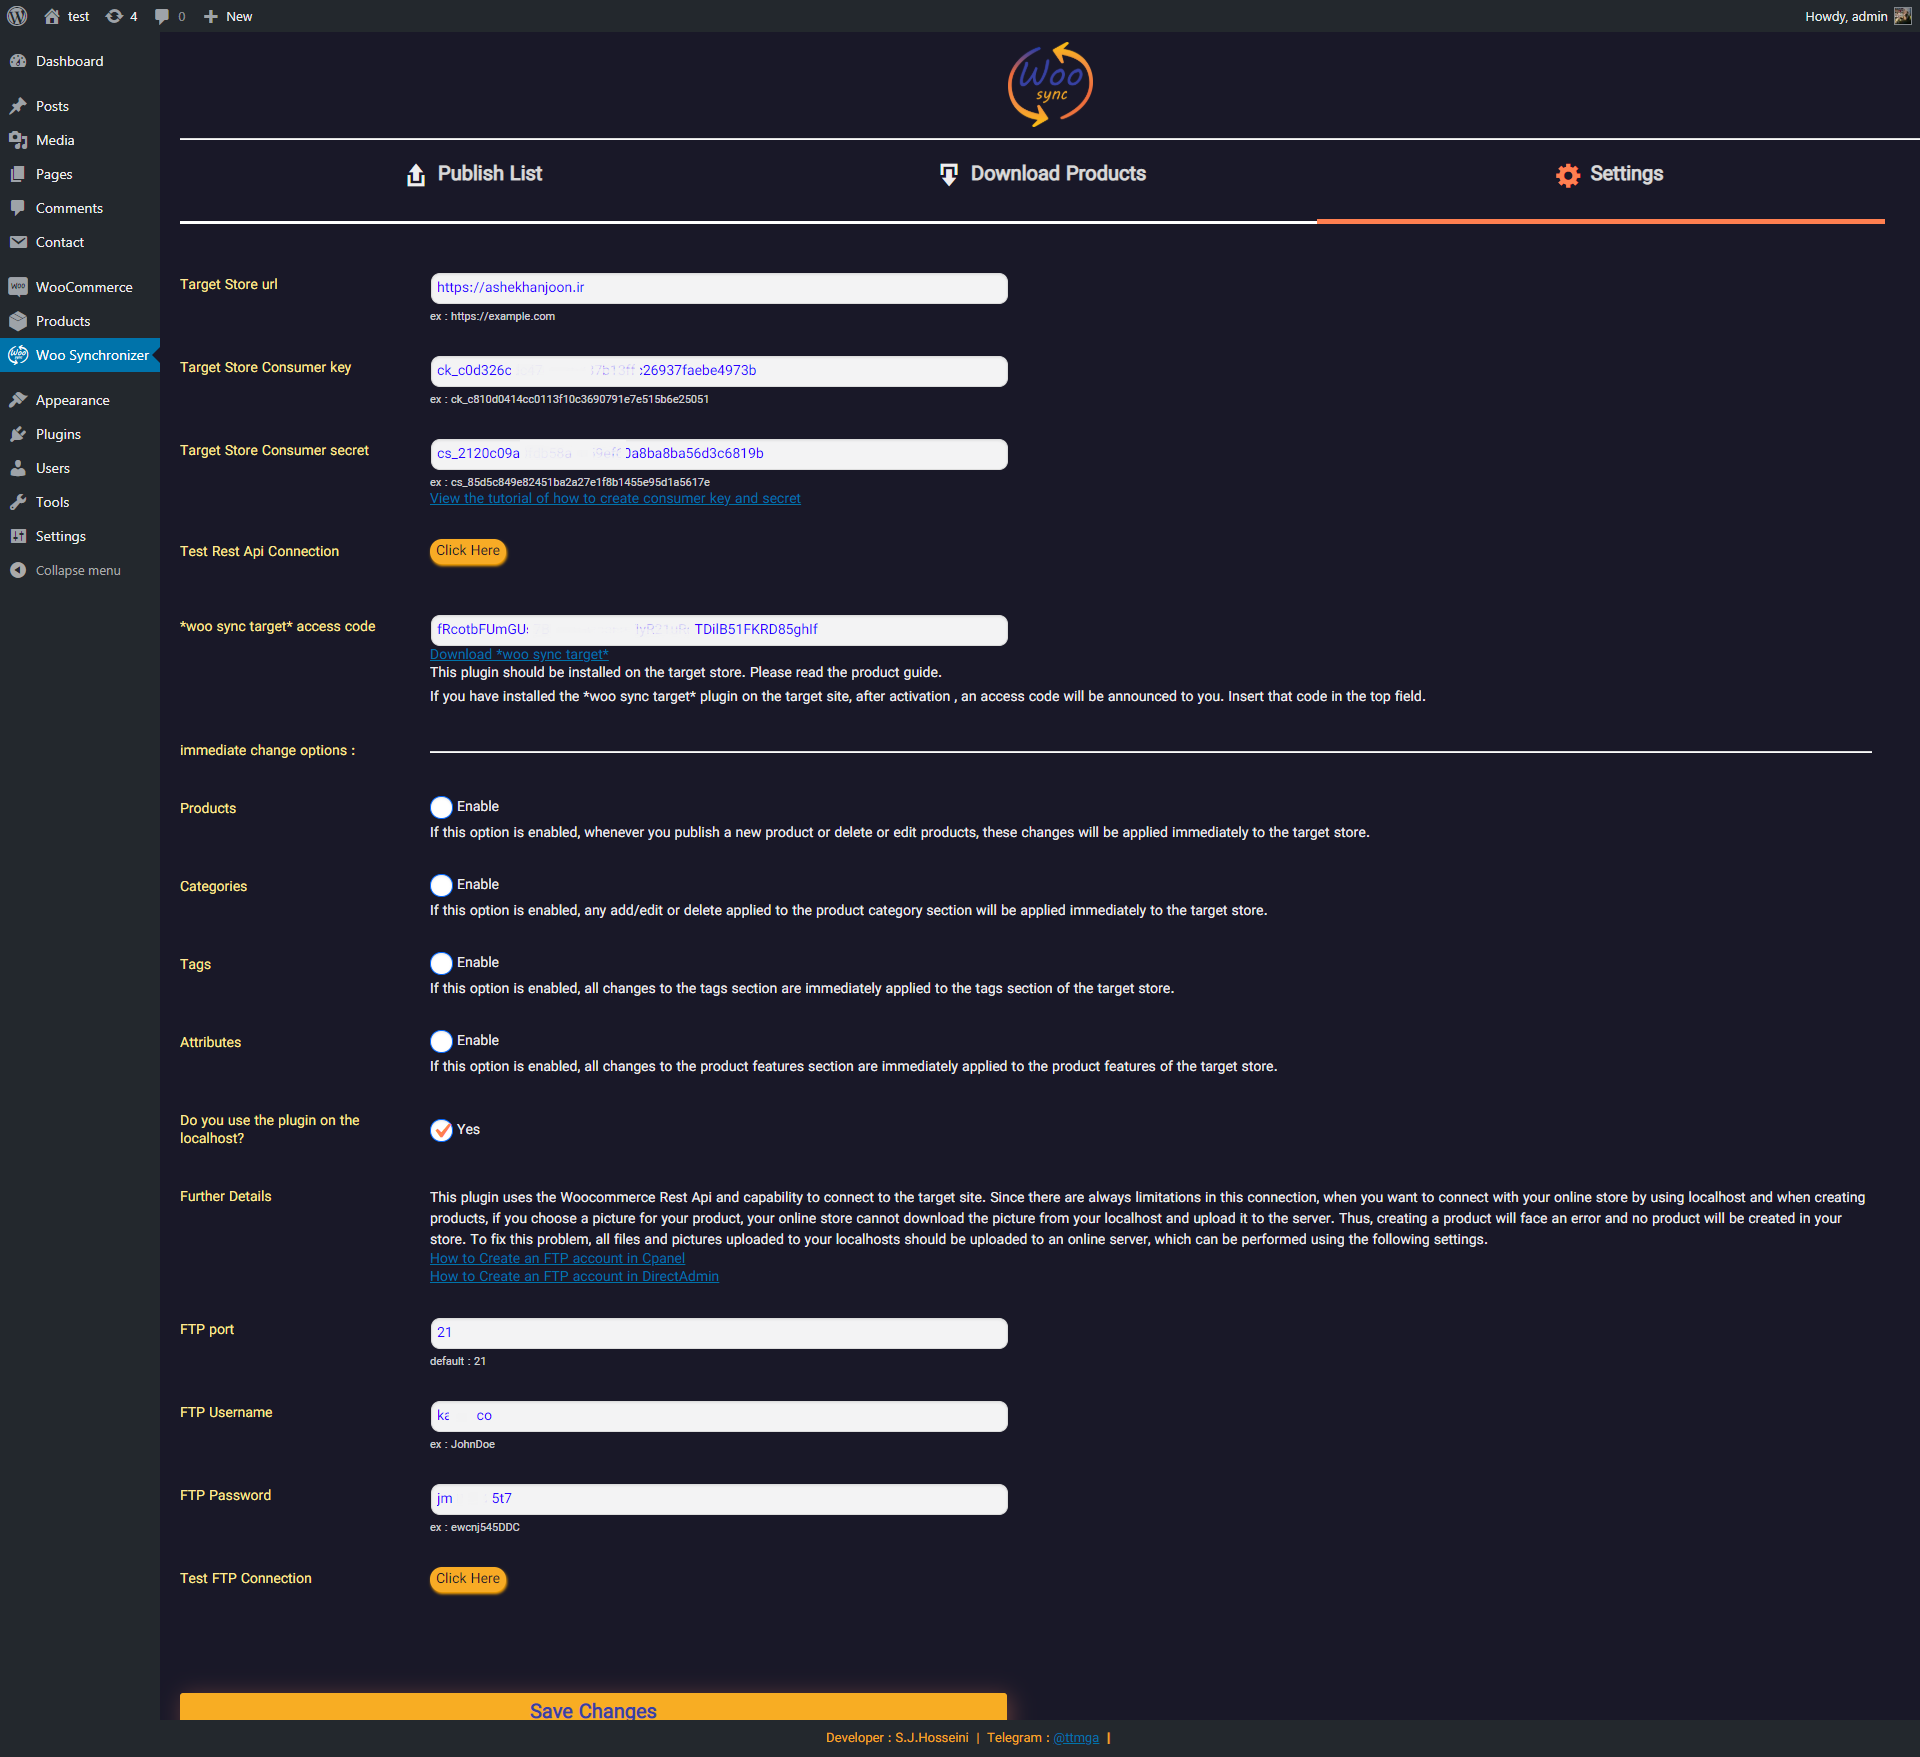 test 4 0 New
Howdy, admin
Dashboard
Posts
Media
Pages
Comments
Contact
WooCommerce
Products
Woo Synchronizer
Appearance
Plugins
Users
Tools
Settings
Collapse menu
Woo
sync
Publish List
Download Products
Settings
Target Store url
https://ashekhanjoon.ir
ex : https://example.com
Target Store Consumer key
ck_c0d326c c26937faebe4973b
ex : ck_c810d0414cc0113f10c3690791e7e515b6e25051
Target Store Consumer secret
cs_2120c09a 0a8ba8ba56d3c6819b
ex : cs_85d5c849e82451ba2a27e1f8b1455e95d1a5617e
View the tutorial of how to create consumer key and secret
Test Rest Api Connection
Click Here
*woo sync target* access code
fRcotbFUmGU TDilB51FKRD85ghIf
Download *woo sync target*
This plugin should be installed on the target store. Please read the product guide.
If you have installed the *woo sync target* plugin on the target site, after activation , an access code will be announced to you. Insert that code in the top field.
immediate change options :
Products
Enable
If this option is enabled, whenever you publish a new product or delete or edit products, these changes will be applied immediately to the target store.
Categories
Enable
If this option is enabled, any add/edit or delete applied to the product category section will be applied immediately to the target store.
Tags
Enable
If this option is enabled, all changes to the tags section are immediately applied to the tags section of the target store.
Attributes
Enable
If this option is enabled, all changes to the product features section are immediately applied to the product features of the target store.
Do you use the plugin on the
localhost?
Yes
Further Details
This plugin uses the Woocommerce Rest Api and capability to connect to the target site. Since there are always limitations in this connection, when you want to connect with your online store by using localhost and when creating
products, if you choose a picture for your product, your online store cannot download the picture from your localhost and upload it to the server. Thus, creating a product will face an error and no product will be created in your
store. To fix this problem, all files and pictures uploaded to your localhosts should be uploaded to an online server, which can be performed using the following settings.
How to Create an FTP account in Cpanel
How to Create an FTP account in DirectAdmin
FTP port
21
default : 21
FTP Username
ka co
ex : JohnDoe
FTP Password
jm 5t7
ex : ewcnj545DDC
Test FTP Connection
Click Here
Save Changes
Developer : S.J.Hosseini | Telegram : @ttmga |